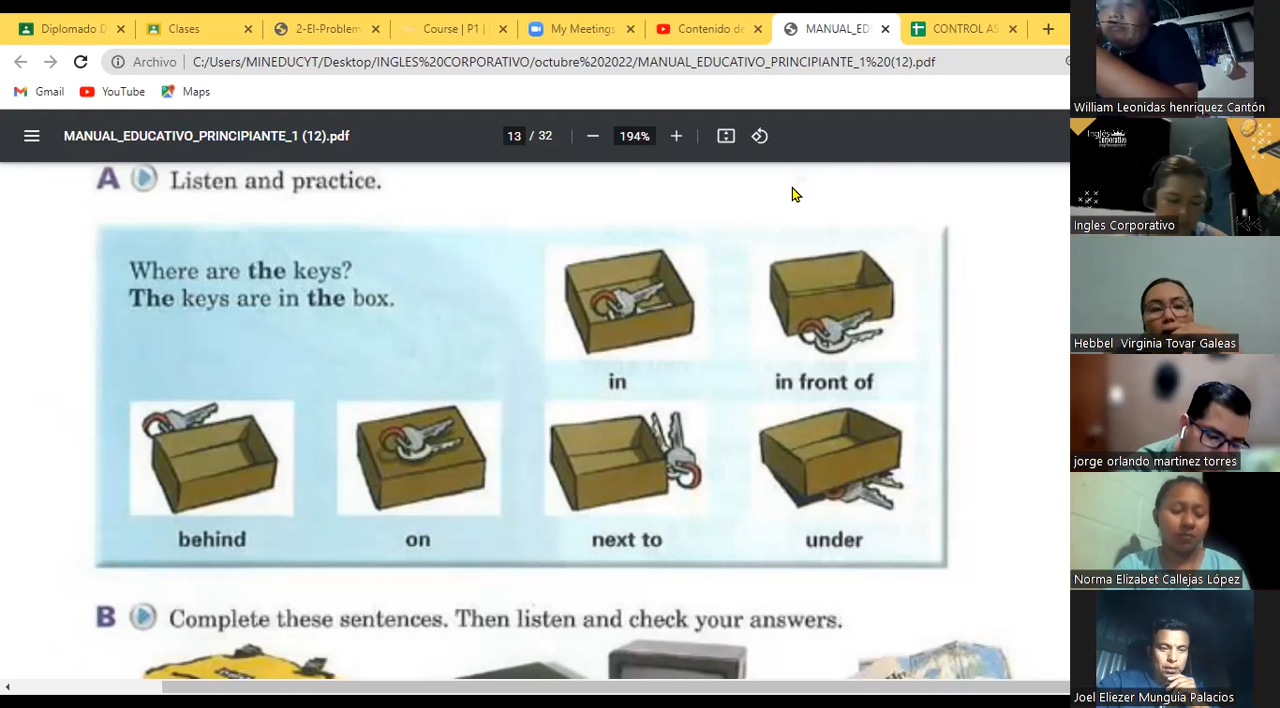 Diplomado D
Clases
2-El-Problem
Course | P1 |
My Meetings
Contenido de
MANUAL_ED
CONTROL AS
Archivo
C:/Users/MINEDUCYT/Desktop/INGLES%20CORPORATIVO/octubre%202022/MANUAL_EDUCATIVO_PRINCIPIANTE_1%20(12).pdf
Gmail
YouTube
Maps
MANUAL_EDUCATIVO_PRINCIPIANTE_1 (12).pdf
13 / 32
194%
A Listen and practice.
Where are the keys?
The keys are in the box.
in
in front of
behind
on
next to
under
B Complete these sentences. Then listen and check your answers.
William Leonidas henriquez Cantón
Inglés
Corporativo
Ingles Corporativo
Hebbel Virginia Tovar Galeas
jorge orlando martinez torres
Norma Elizabet Callejas López
Joel Eliezer Munguia Palacios